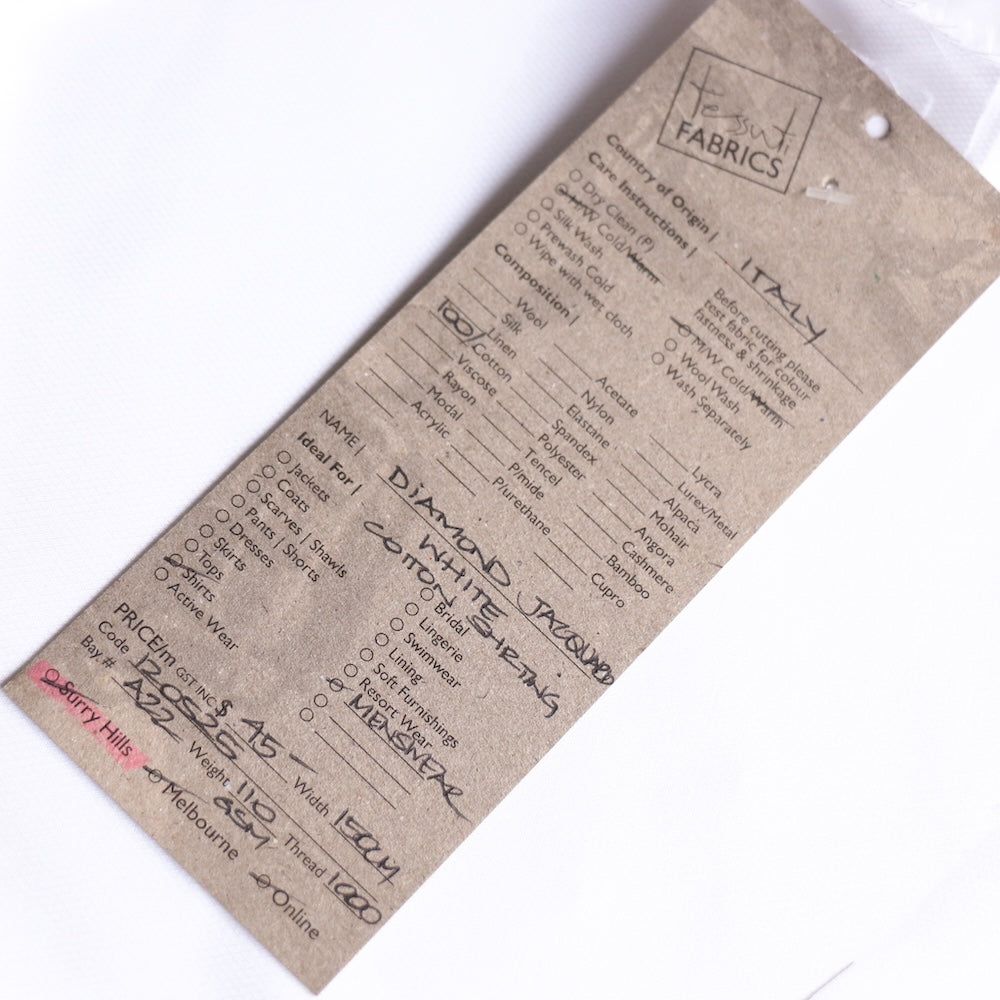 tessuti
FABRICS
Country of Origin | ITALY
Care Instructions |
Dry Clean (P)
H/W Cold/Warm
Silk Wash
Prewash Cold
Wipe with wet cloth
Before cutting please
test fabric for colour
fastness & shrinkage
M/W Cold/Warm
Wool Wash
Wash Separately
Composition |
Wool
Silk
Linen
100/ Cotton
Viscose
Rayon
Modal
Acrylic
Acetate
Nylon
Elastane
Spandex
Polyester
Tencel
P/mide
P/urethane
Lycra
Lurex/Metal
Alpaca
Mohair
Angora
Cashmere
Bamboo
Cupro
NAME | DIAMOND JACQUARD
WHITE
COTTON SHIRTING
Ideal For |
Jackets
Coats
Scarves | Shawls
Pants | Shorts
Dresses
Skirts
Tops
Shirts
Active Wear
Bridal
Lingerie
Swimwear
Lining
Soft Furnishings
Resort Wear
MENSWEAR
PRICE/m GST INC $ 45-
Width 150CM
Code 120525
Weight 110 GSM
Thread 1000
Bay.# A22
Surry Hills
Melbourne
Online